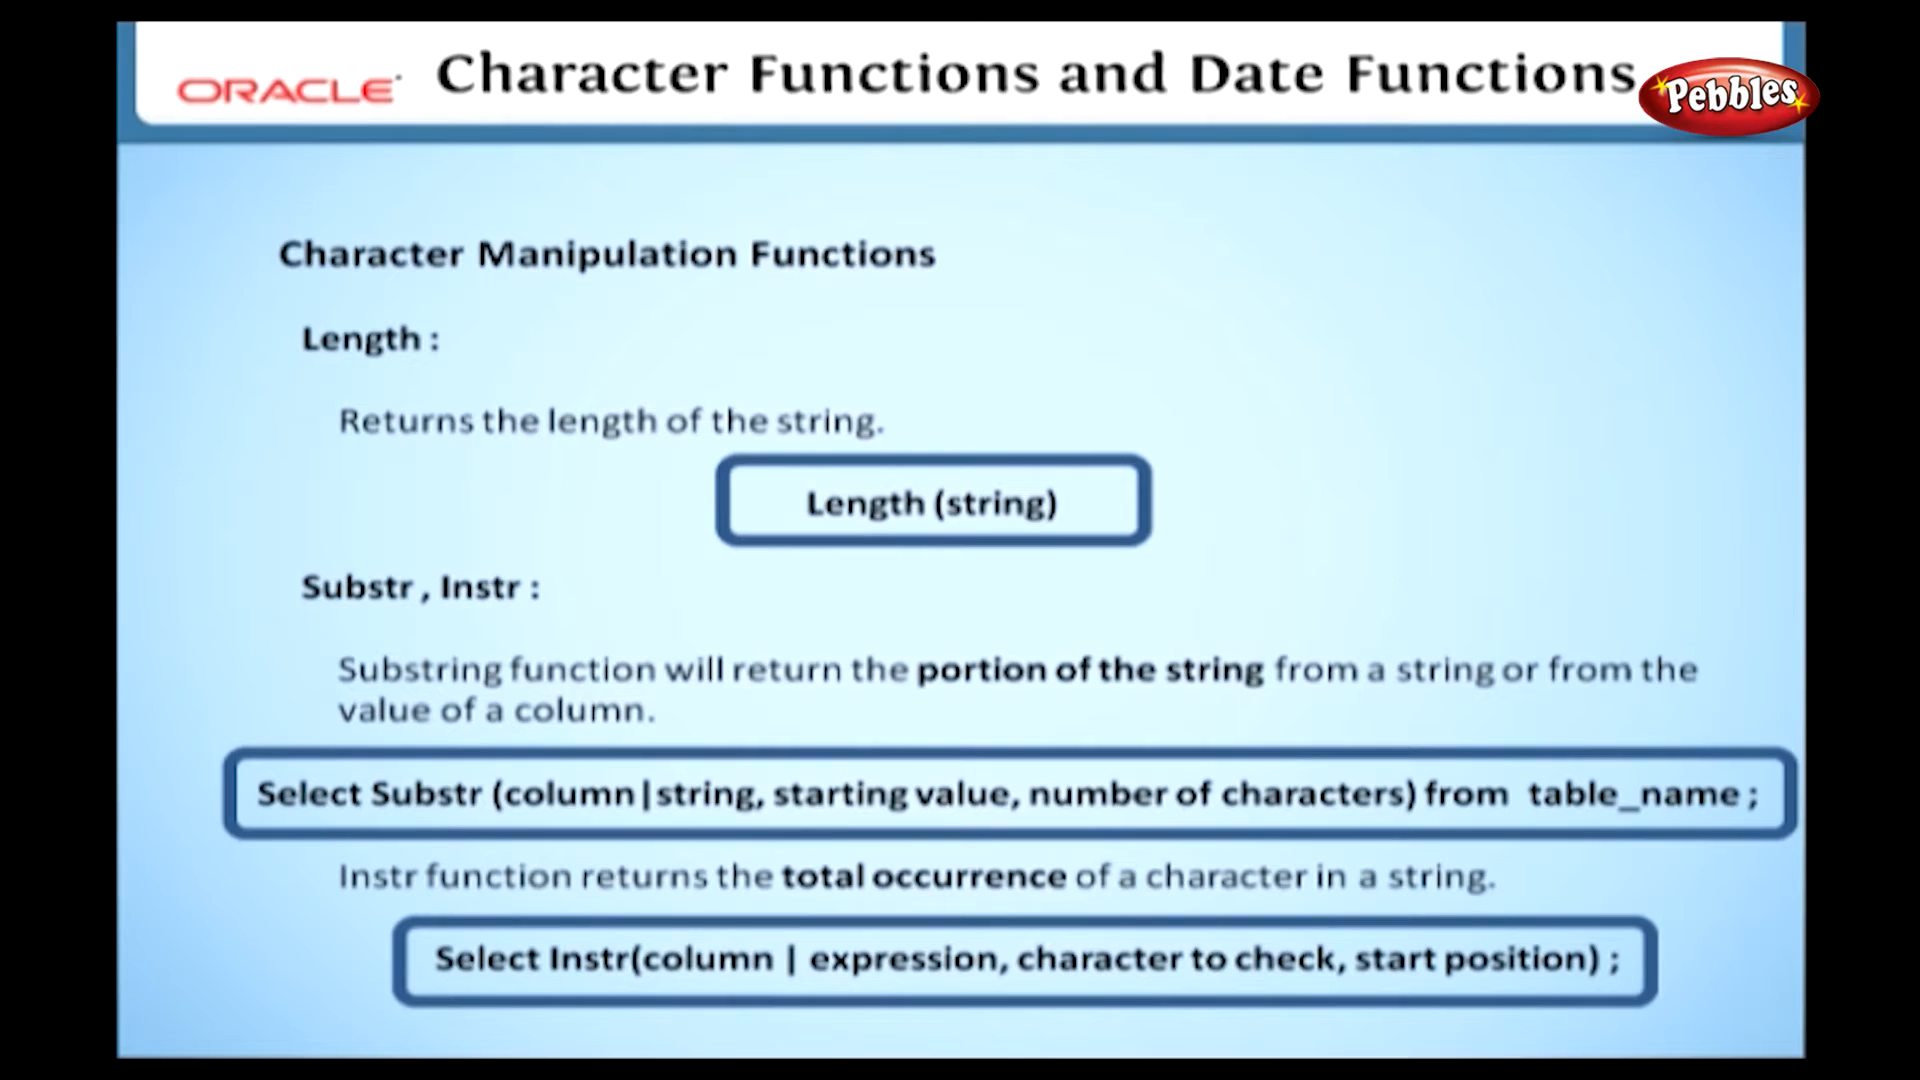 ORACLE
Character Functions and Date Functions
Pebbles
Character Manipulation Functions
Length :
Returns the length of the string.
Length (string)
Substr , Instr :
Substring function will return the portion of the string from a string or from the
value of a column.
Select Substr (column|string, starting value, number of characters) from table_name ;
Instr function returns the total occurrence of a character in a string.
Select Instr(column | expression, character to check, start position) ;